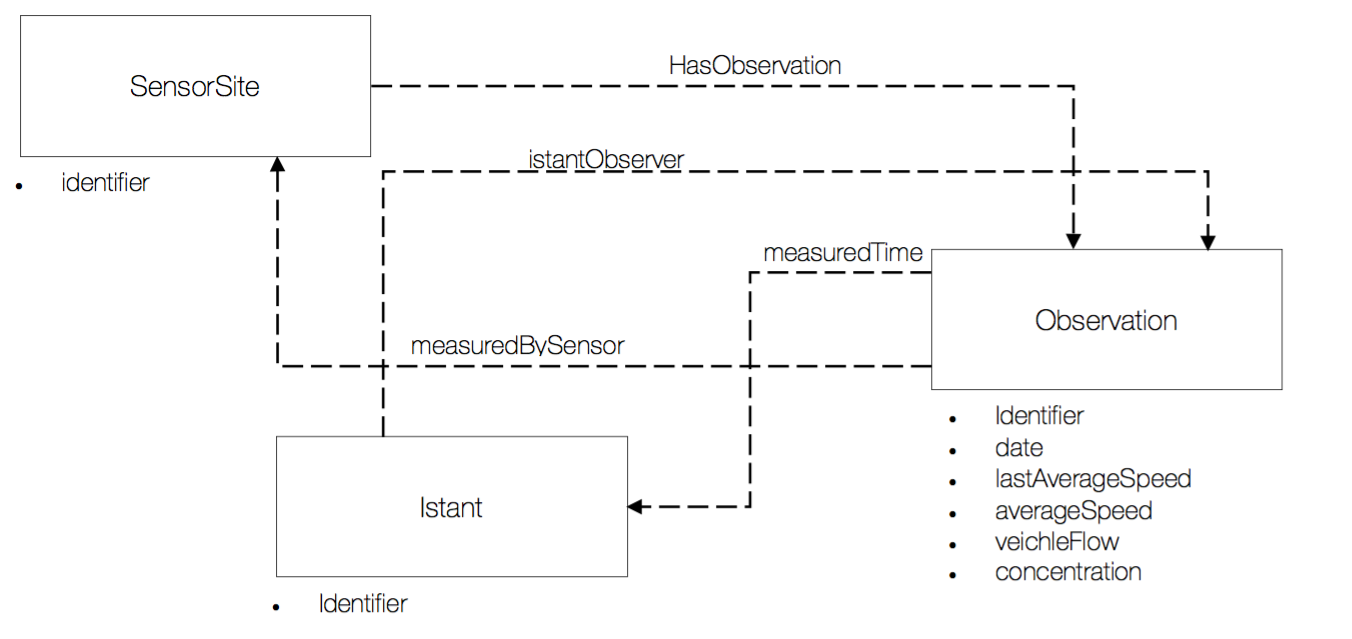 SensorSite
HasObservation
istantObserver
• identifier
measuredTime
Observation
measuredBySensor
• Identifier
• date
• lastAverageSpeed
• averageSpeed
• veichleFlow
• concentration
Istant
• Identifier